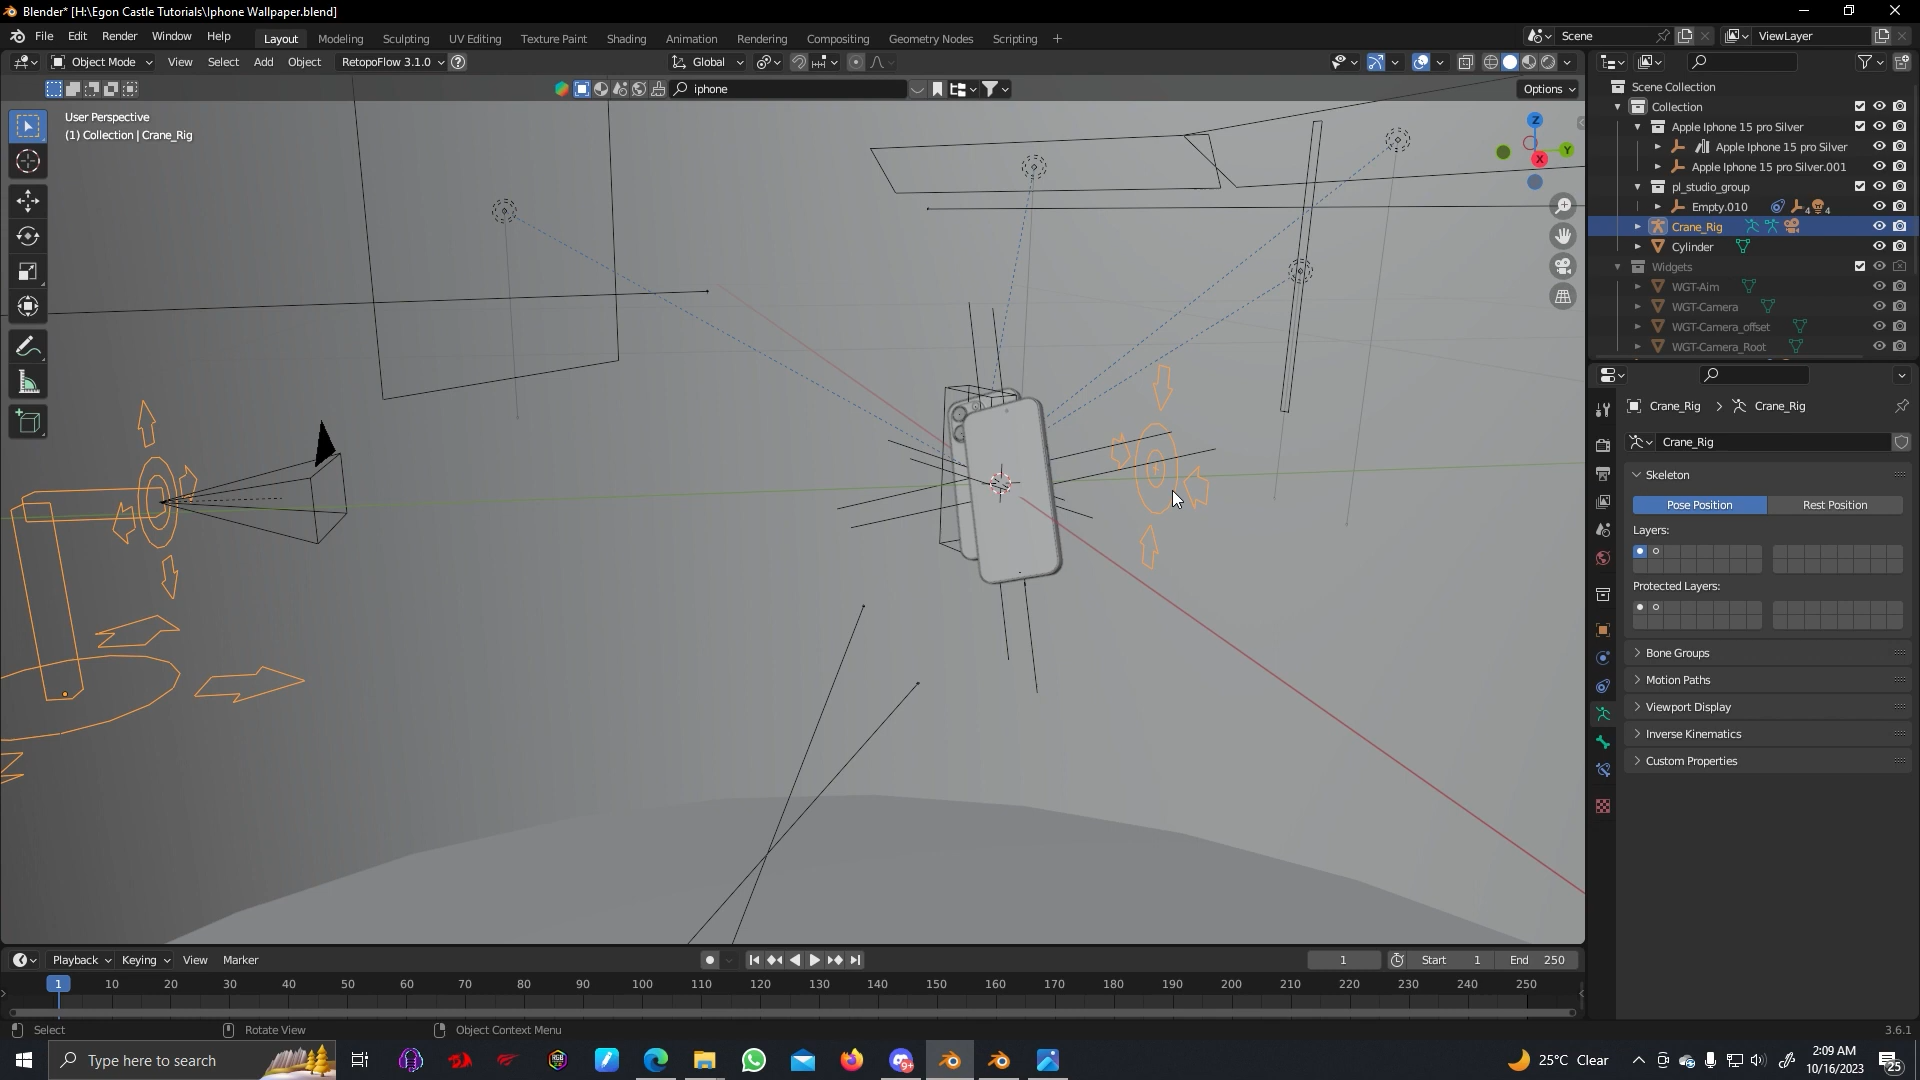 Blender* [H:\Egon Castle Tutorials\Iphone Wallpaper.blend]
File Edit Render Window Help
Layout Modeling Sculpting UV Editing Texture Paint Shading Animation Rendering Compositing Geometry Nodes Scripting +
Scene
ViewLayer
Object Mode View Select Add Object RetopoFlow 3.1.0 ? Global
iphone
Options
User Perspective
(1) Collection | Crane_Rig
Z
Y
X
Scene Collection
Collection
Apple Iphone 15 pro Silver
Apple Iphone 15 pro Silver
Apple Iphone 15 pro Silver.001
pl_studio_group
Empty.010 4 4
Crane_Rig
Cylinder
Widgets
WGT-Aim
WGT-Camera
WGT-Camera_offset
WGT-Camera_Root
Crane_Rig > Crane_Rig
Crane_Rig
Skeleton
Pose Position Rest Position
Layers:
Protected Layers:
Bone Groups
Motion Paths
Viewport Display
Inverse Kinematics
Custom Properties
Playback Keying View Marker
1 Start 1 End 250
1 10 20 30 40 50 60 70 80 90 100 110 120 130 140 150 160 170 180 190 200 210 220 230 240 250
Select Rotate View Object Context Menu
3.6.1
Type here to search
9+
25°C Clear
2:09 AM
10/16/2023
25